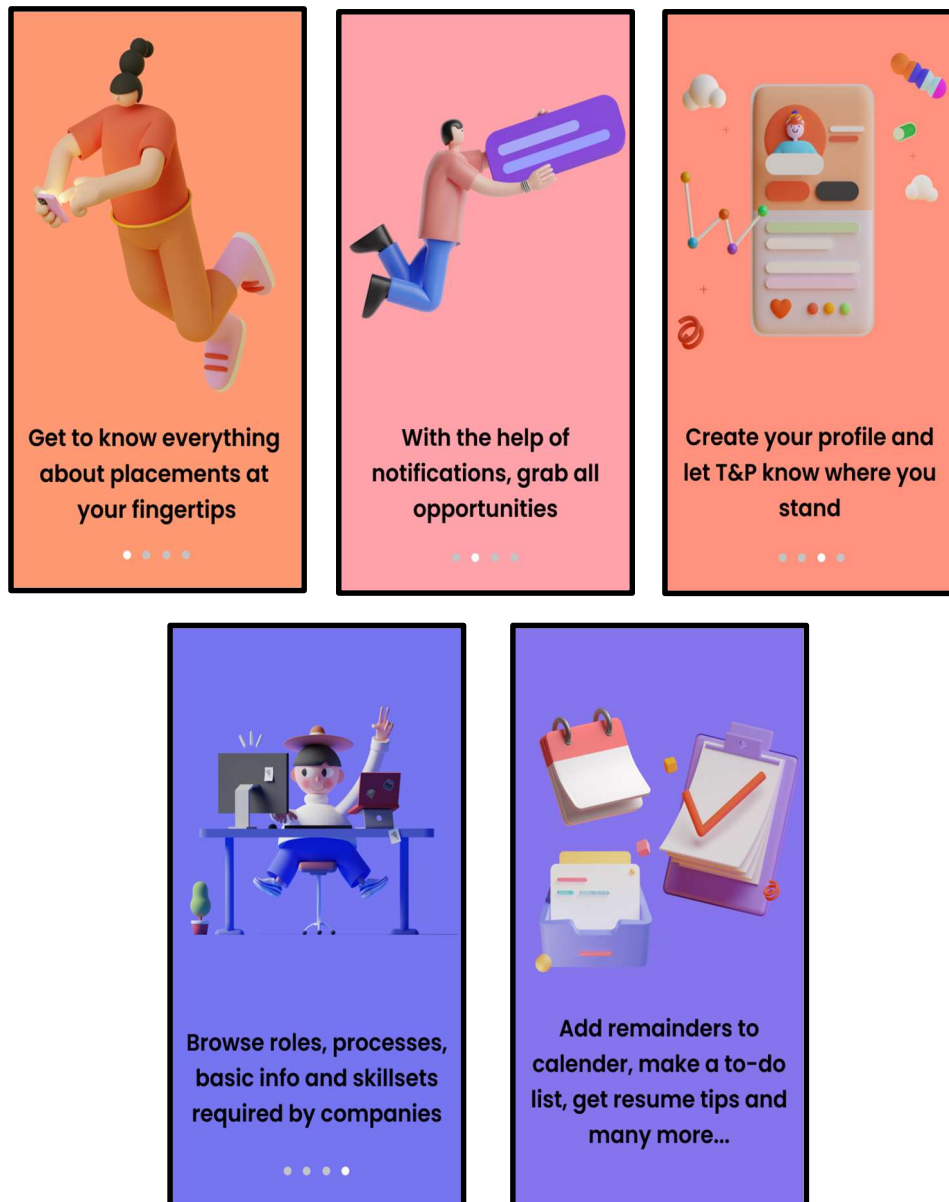 Get to know everything
about placements at
your fingertips
With the help of
notifications, grab all
opportunities
Create your profile and
let T&P know where you
stand
Browse roles, processes,
basic info and skillsets
required by companies
Add remainders to
calender, make a to-do
list, get resume tips and
many more...